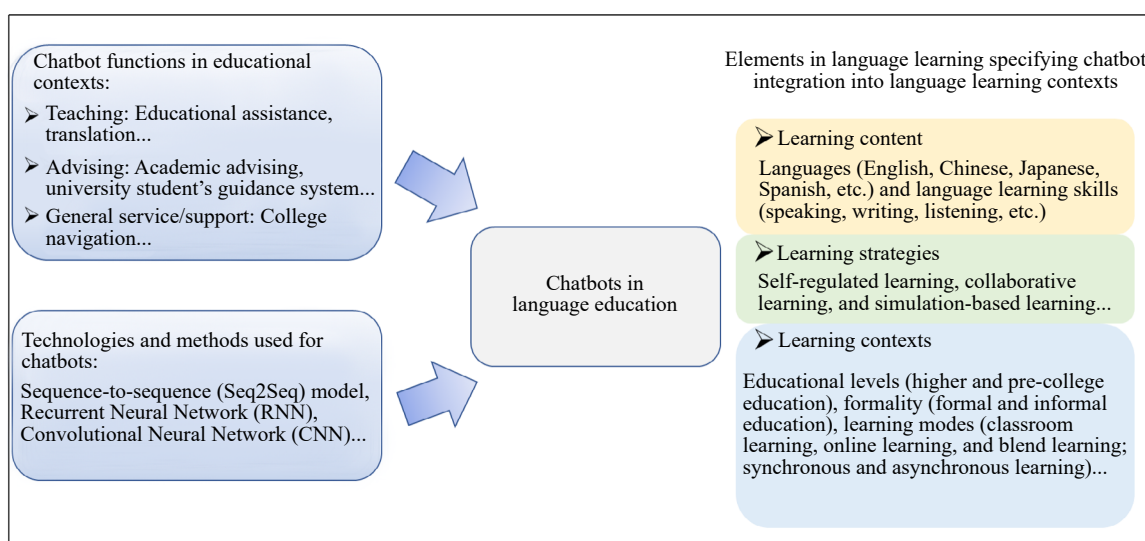 Chatbot functions in educational
contexts:
➢ Teaching: Educational assistance,
translation...
➢ Advising: Academic advising,
university student’s guidance system...
➢ General service/support: College
navigation...
Technologies and methods used for
chatbots:
Sequence-to-sequence (Seq2Seq) model,
Recurrent Neural Network (RNN),
Convolutional Neural Network (CNN)...
Chatbots in
language education
Elements in language learning specifying chatbot
integration into language learning contexts
➢ Learning content
Languages (English, Chinese, Japanese,
Spanish, etc.) and language learning skills
(speaking, writing, listening, etc.)
➢ Learning strategies
Self-regulated learning, collaborative
learning, and simulation-based learning...
➢ Learning contexts
Educational levels (higher and pre-college
education), formality (formal and informal
education), learning modes (classroom
learning, online learning, and blend learning;
synchronous and asynchronous learning)...